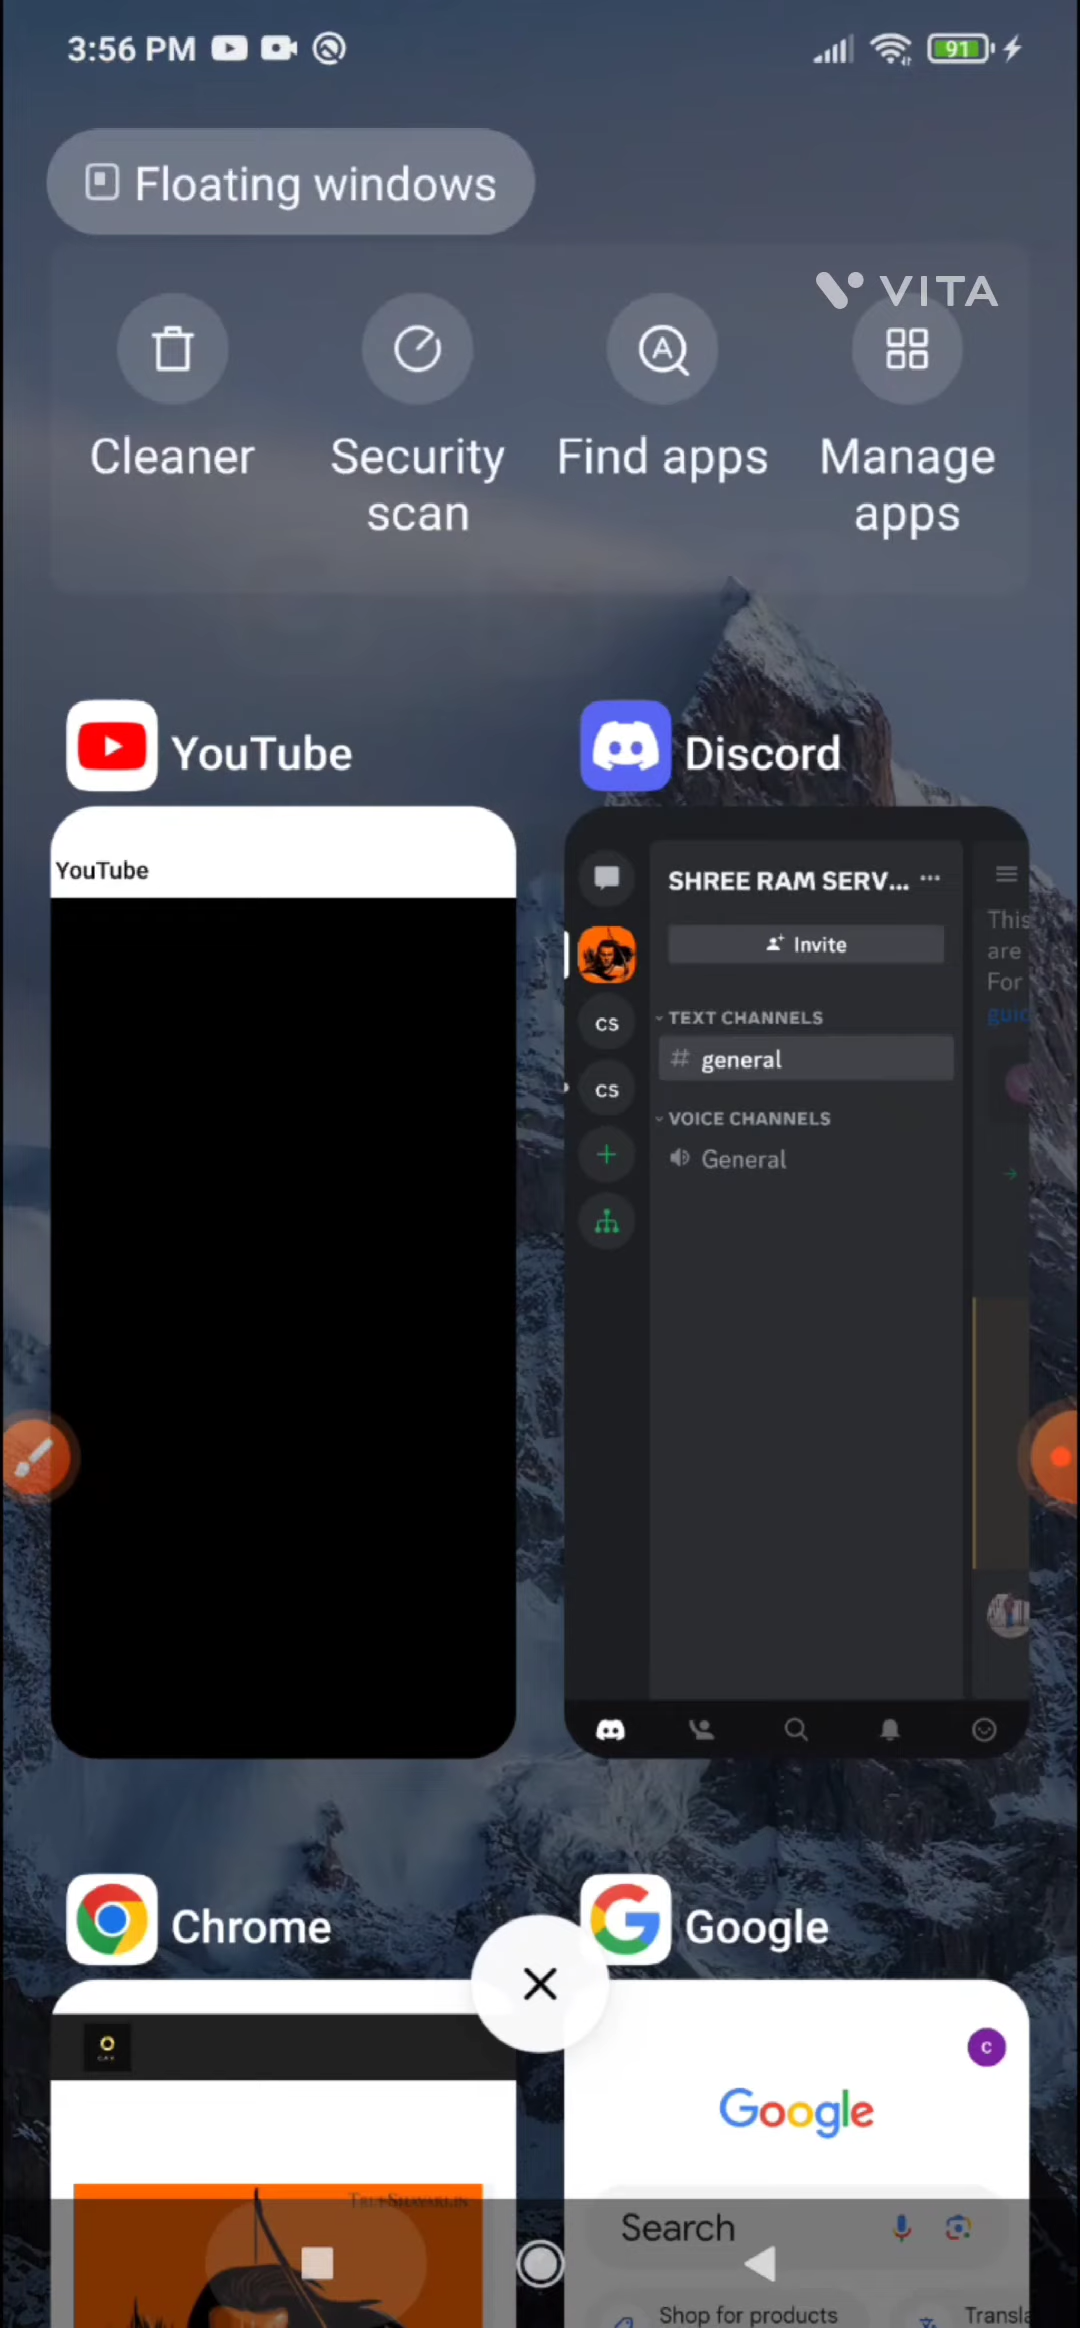 3:56 PM
91
Floating windows
VITA
Cleaner
Security
scan
Find apps
Manage
apps
YouTube
Discord
YouTube
SHREE RAM SERV... ...
Invite
This
are
For
guid
TEXT CHANNELS
# general
VOICE CHANNELS
General
CS
CS
Chrome
Google
C
Google
Search
Shop for products
Transla